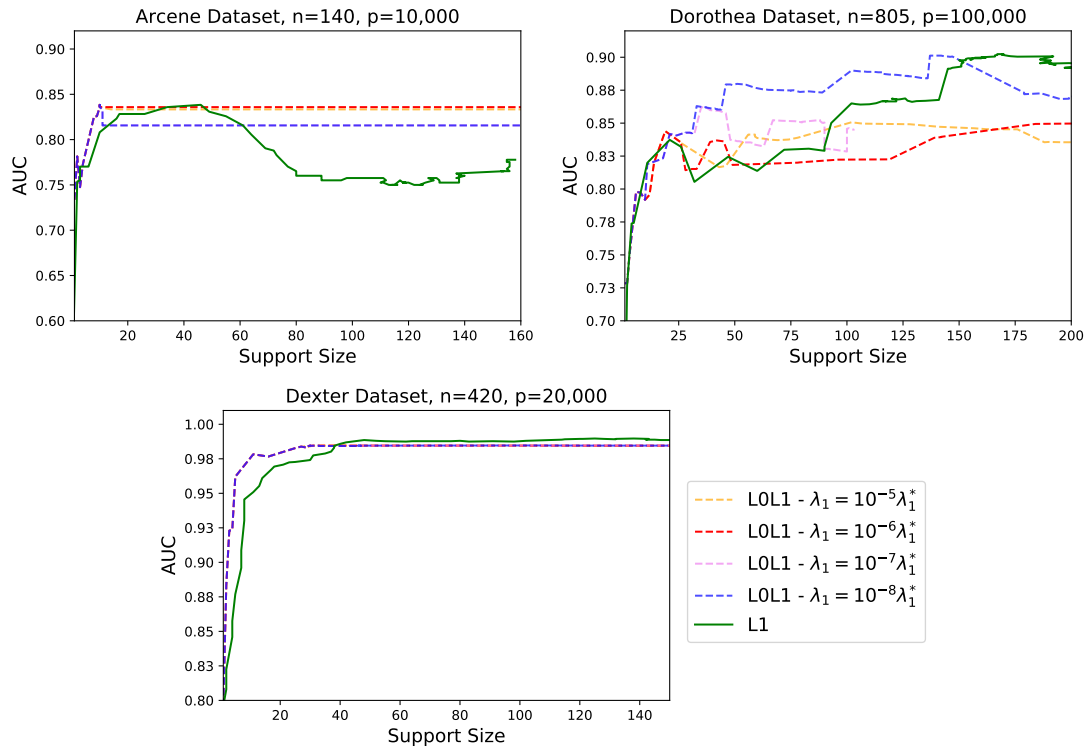 Arcene Dataset, n=140, p=10,000
0.90
0.85
0.80
0.75
0.70
0.65
0.60
AUC
20 40 60 80 100 120 140 160
Support Size
Dorothea Dataset, n=805, p=100,000
0.90
0.88
0.85
0.83
0.80
0.78
0.75
0.73
0.70
AUC
25 50 75 100 125 150 175 200
Support Size
Dexter Dataset, n=420, p=20,000
1.00
0.98
0.95
0.93
0.90
0.88
0.85
0.83
0.80
AUC
20 40 60 80 100 120 140
Support Size
L0L1 - λ₁ = 10⁻⁵λ₁*
L0L1 - λ₁ = 10⁻⁶λ₁*
L0L1 - λ₁ = 10⁻⁷λ₁*
L0L1 - λ₁ = 10⁻⁸λ₁*
L1